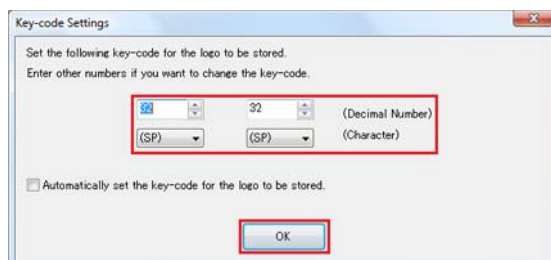 Key-code Settings
Set the following key-code for the logo to be stored.
Enter other numbers if you want to change the key-code.
32 32 (Decimal Number)
(SP) (SP) (Character)
Automatically set the key-code for the logo to be stored.
OK